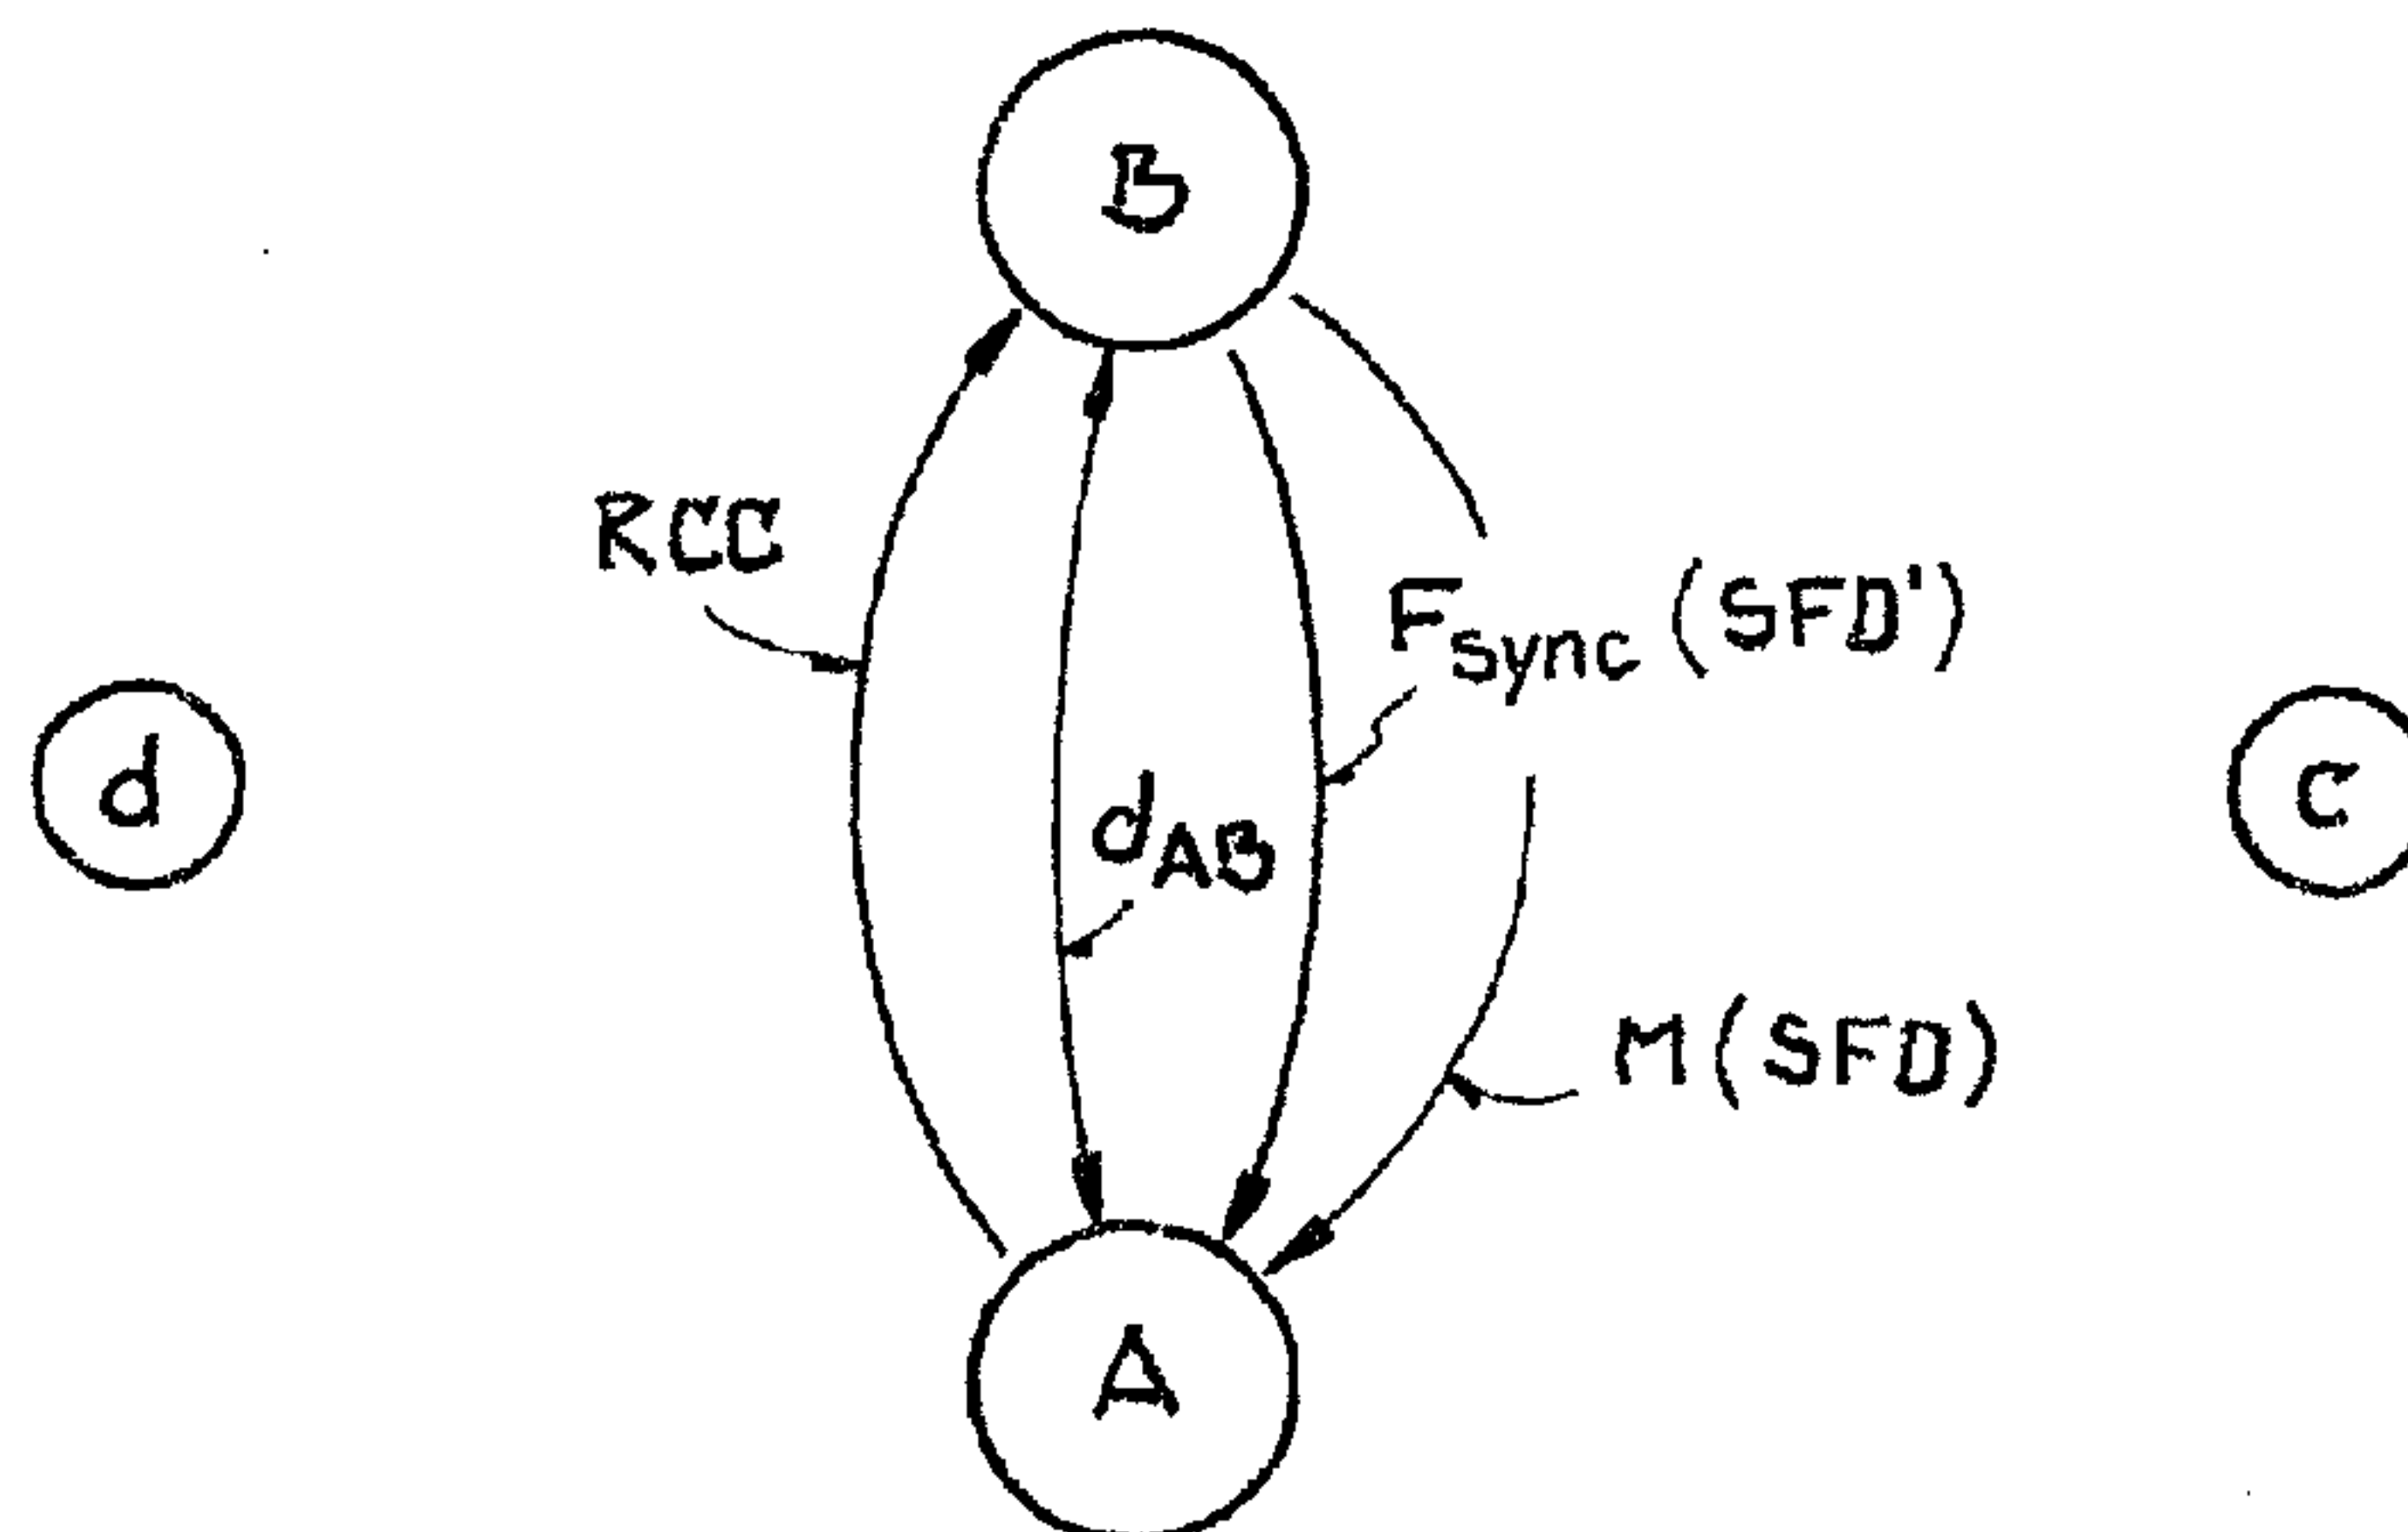 B
RCC
Fsync (SFD')
d
dAB
C
M(SFD)
A